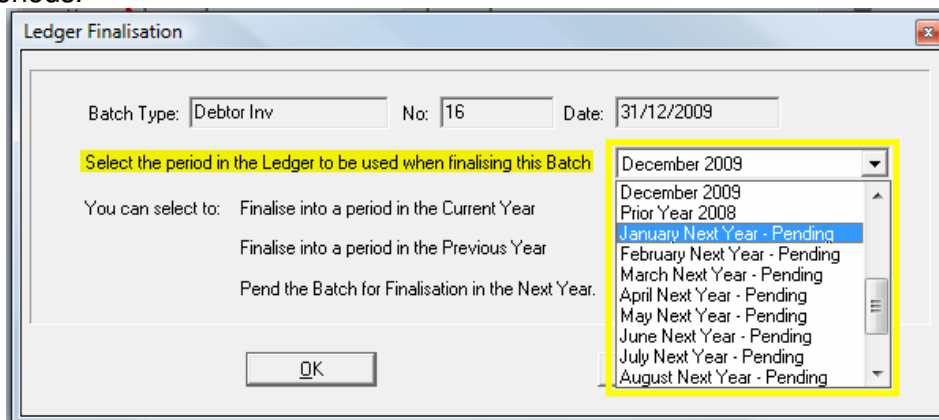 Ledger Finalisation
Batch Type: Debtor Inv No: 16 Date: 31/12/2009
Select the period in the Ledger to be used when finalising this Batch December 2009
December 2009
You can select to: Finalise into a period in the Current Year
Prior Year 2008
January Next Year - Pending
Finalise into a period in the Previous Year
February Next Year - Pending
March Next Year - Pending
Pend the Batch for Finalisation in the Next Year.
April Next Year - Pending
May Next Year - Pending
June Next Year - Pending
July Next Year - Pending
OK
August Next Year - Pending